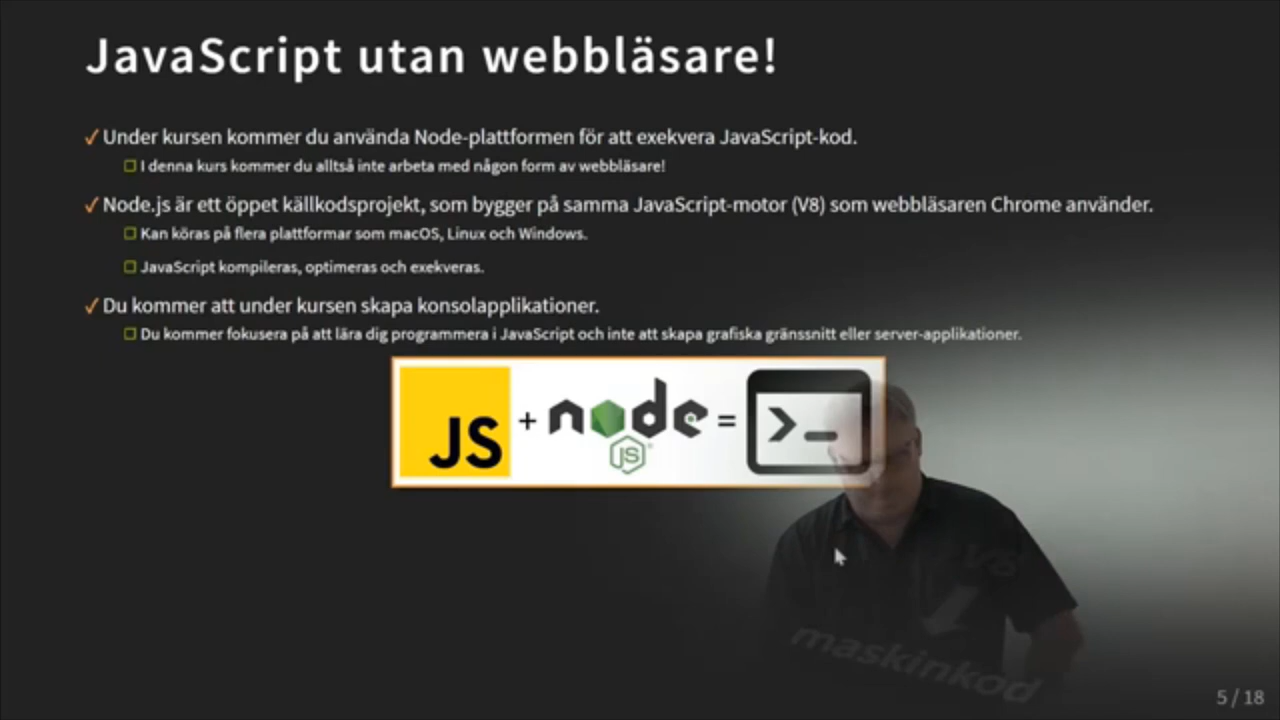 JavaScript utan webbläsare!
Under kursen kommer du använda Node-plattformen för att exekvera JavaScript-kod.
I denna kurs kommer du alltså inte arbeta med någon form av webbläsare!
Node.js är ett öppet källkodsprojekt, som bygger på samma JavaScript-motor (V8) som webbläsaren Chrome använder.
Kan köras på flera plattformar som macOS, Linux och Windows.
JavaScript kompileras, optimeras och exekveras.
Du kommer att under kursen skapa konsolapplikationer.
Du kommer fokusera på att lära dig programmera i JavaScript och inte att skapa grafiska gränssnitt eller server-applikationer.
JS + node = >_
JS
V8
maskinkod
5 / 18